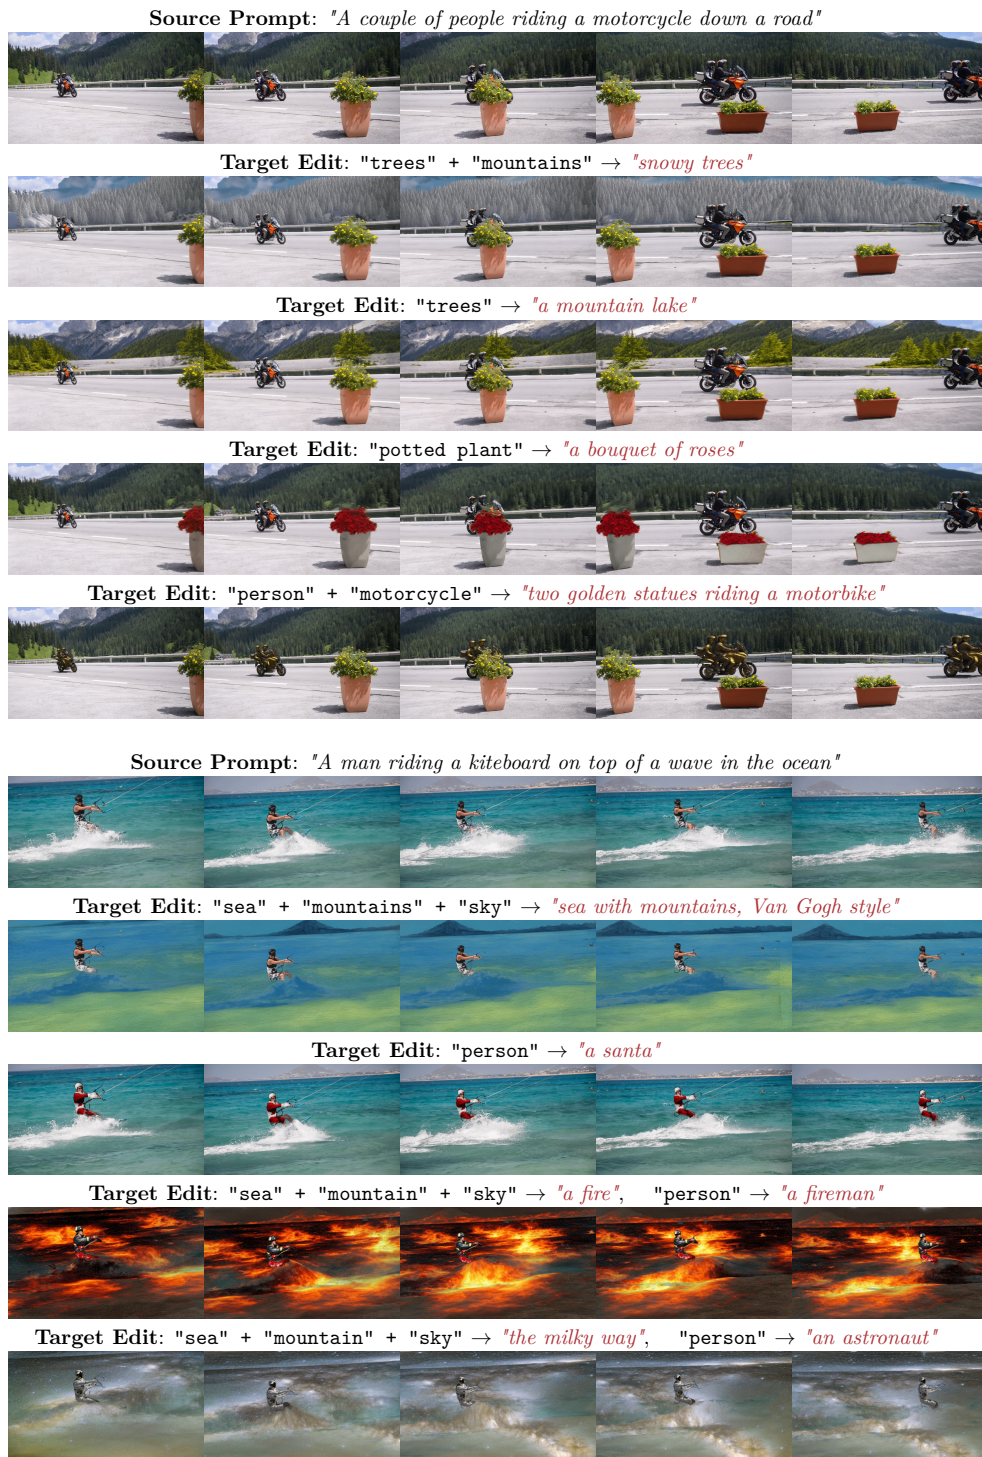 Source Prompt: "A couple of people riding a motorcycle down a road"
Target Edit: "trees" + "mountains" → "snowy trees"
Target Edit: "trees" → "a mountain lake"
Target Edit: "potted plant" → "a bouquet of roses"
Target Edit: "person" + "motorcycle" → "two golden statues riding a motorbike"
Source Prompt: "A man riding a kiteboard on top of a wave in the ocean"
Target Edit: "sea" + "mountains" + "sky" → "sea with mountains, Van Gogh style"
Target Edit: "person" → "a santa"
Target Edit: "sea" + "mountain" + "sky" → "a fire", "person" → "a fireman"
Target Edit: "sea" + "mountain" + "sky" → "the milky way", "person" → "an astronaut"